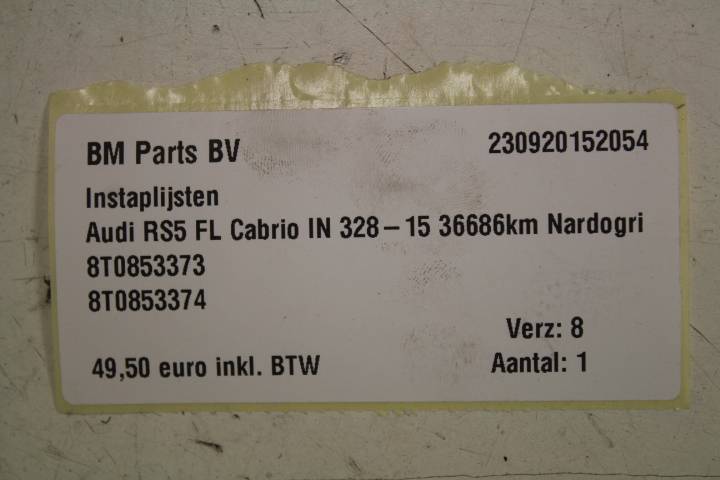 BM Parts BV 230920152054
Instaplijsten
Audi RS5 FL Cabrio IN 328-15 36686km Nardogri
8T0853373
8T0853374
Verz: 8
49,50 euro inkl. BTW Aantal: 1